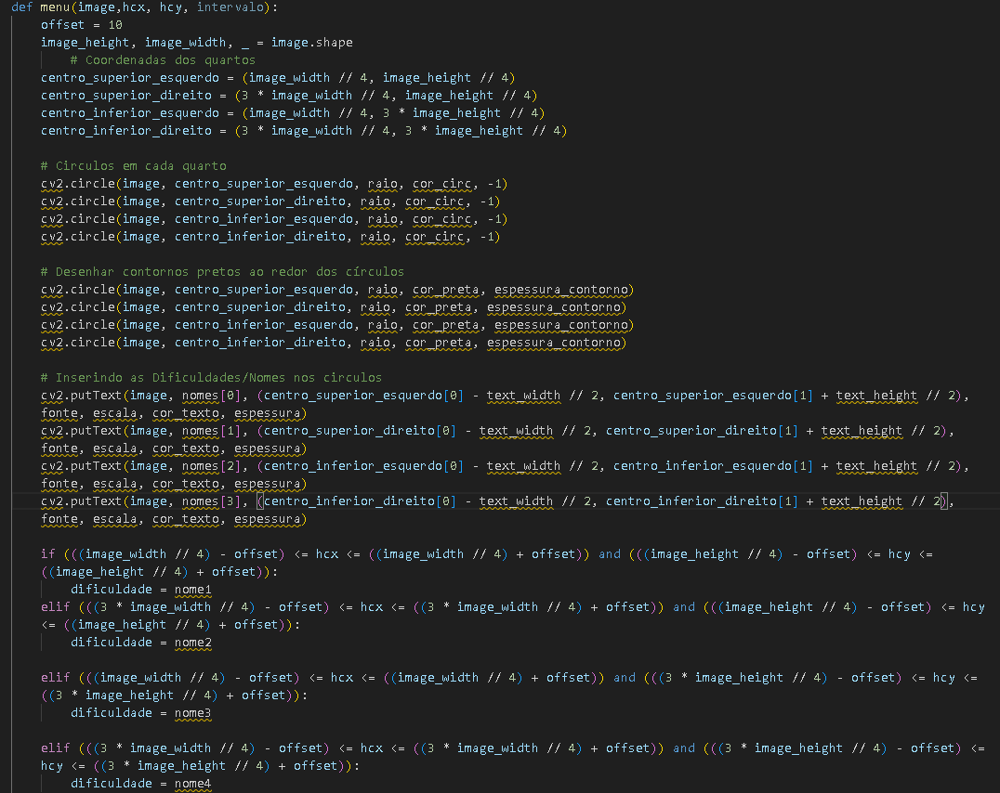 def menu(image,hcx, hcy, intervalo):
    offset = 10
    image_height, image_width, _ = image.shape
        # Coordenadas dos quartos
    centro_superior_esquerdo = (image_width // 4, image_height // 4)
    centro_superior_direito = (3 * image_width // 4, image_height // 4)
    centro_inferior_esquerdo = (image_width // 4, 3 * image_height // 4)
    centro_inferior_direito = (3 * image_width // 4, 3 * image_height // 4)

    # Circulos em cada quarto
    cv2.circle(image, centro_superior_esquerdo, raio, cor_circ, -1)
    cv2.circle(image, centro_superior_direito, raio, cor_circ, -1)
    cv2.circle(image, centro_inferior_esquerdo, raio, cor_circ, -1)
    cv2.circle(image, centro_inferior_direito, raio, cor_circ, -1)

    # Desenhar contornos pretos ao redor dos círculos
    cv2.circle(image, centro_superior_esquerdo, raio, cor_preta, espessura_contorno)
    cv2.circle(image, centro_superior_direito, raio, cor_preta, espessura_contorno)
    cv2.circle(image, centro_inferior_esquerdo, raio, cor_preta, espessura_contorno)
    cv2.circle(image, centro_inferior_direito, raio, cor_preta, espessura_contorno)

    # Inserindo as Dificuldades/Nomes nos circulos
    cv2.putText(image, nomes[0], (centro_superior_esquerdo[0] - text_width // 2, centro_superior_esquerdo[1] + text_height // 2),
    fonte, escala, cor_texto, espessura)
    cv2.putText(image, nomes[1], (centro_superior_direito[0] - text_width // 2, centro_superior_direito[1] + text_height // 2),
    fonte, escala, cor_texto, espessura)
    cv2.putText(image, nomes[2], (centro_inferior_esquerdo[0] - text_width // 2, centro_inferior_esquerdo[1] + text_height // 2),
    fonte, escala, cor_texto, espessura)
    cv2.putText(image, nomes[3], (centro_inferior_direito[0] - text_width // 2, centro_inferior_direito[1] + text_height // 2),
    fonte, escala, cor_texto, espessura)

    if (((image_width // 4) - offset) <= hcx <= ((image_width // 4) + offset)) and (((image_height // 4) - offset) <= hcy <=
    ((image_height // 4) + offset)):
        dificuldade = nome1
    elif (((3 * image_width // 4) - offset) <= hcx <= ((3 * image_width // 4) + offset)) and (((image_height // 4) - offset) <= hcy
    <= ((image_height // 4) + offset)):
        dificuldade = nome2

    elif (((image_width // 4) - offset) <= hcx <= ((image_width // 4) + offset)) and (((3 * image_height // 4) - offset) <= hcy <=
    ((3 * image_height // 4) + offset)):
        dificuldade = nome3

    elif (((3 * image_width // 4) - offset) <= hcx <= ((3 * image_width // 4) + offset)) and (((3 * image_height // 4) - offset) <=
    hcy <= ((3 * image_height // 4) + offset)):
        dificuldade = nome4